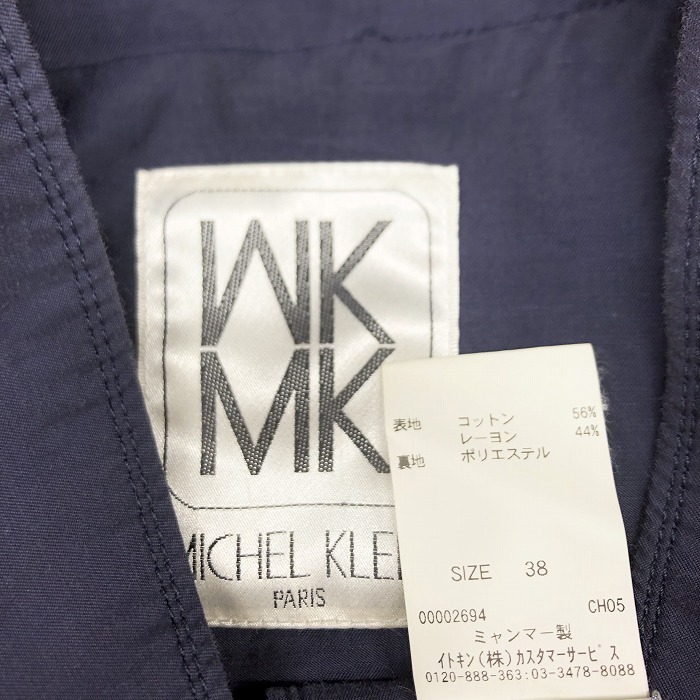 MK
MK
MICHEL KLEI
PARIS
表地 コットン 56%
レーヨン 44%
裏地 ポリエステル
SIZE 38
00002694 CH05
ミャンマー製
イトキン(株)カスタマーサービス
0120-888-363:03-3478-8088